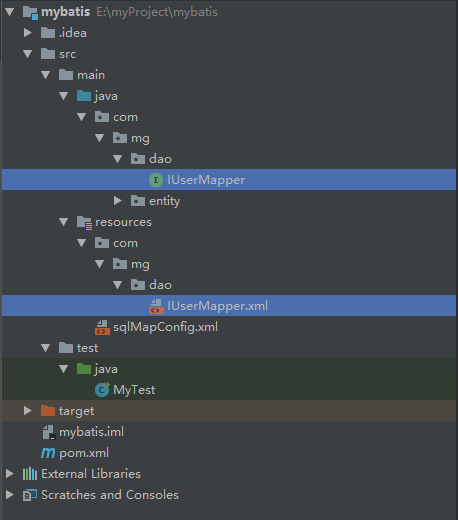 mybatis E:\myProject\mybatis
.idea
src
main
java
com
mg
dao
IUserMapper
entity
resources
com
mg
dao
IUserMapper.xml
sqlMapConfig.xml
test
java
MyTest
target
mybatis.iml
pom.xml
External Libraries
Scratches and Consoles